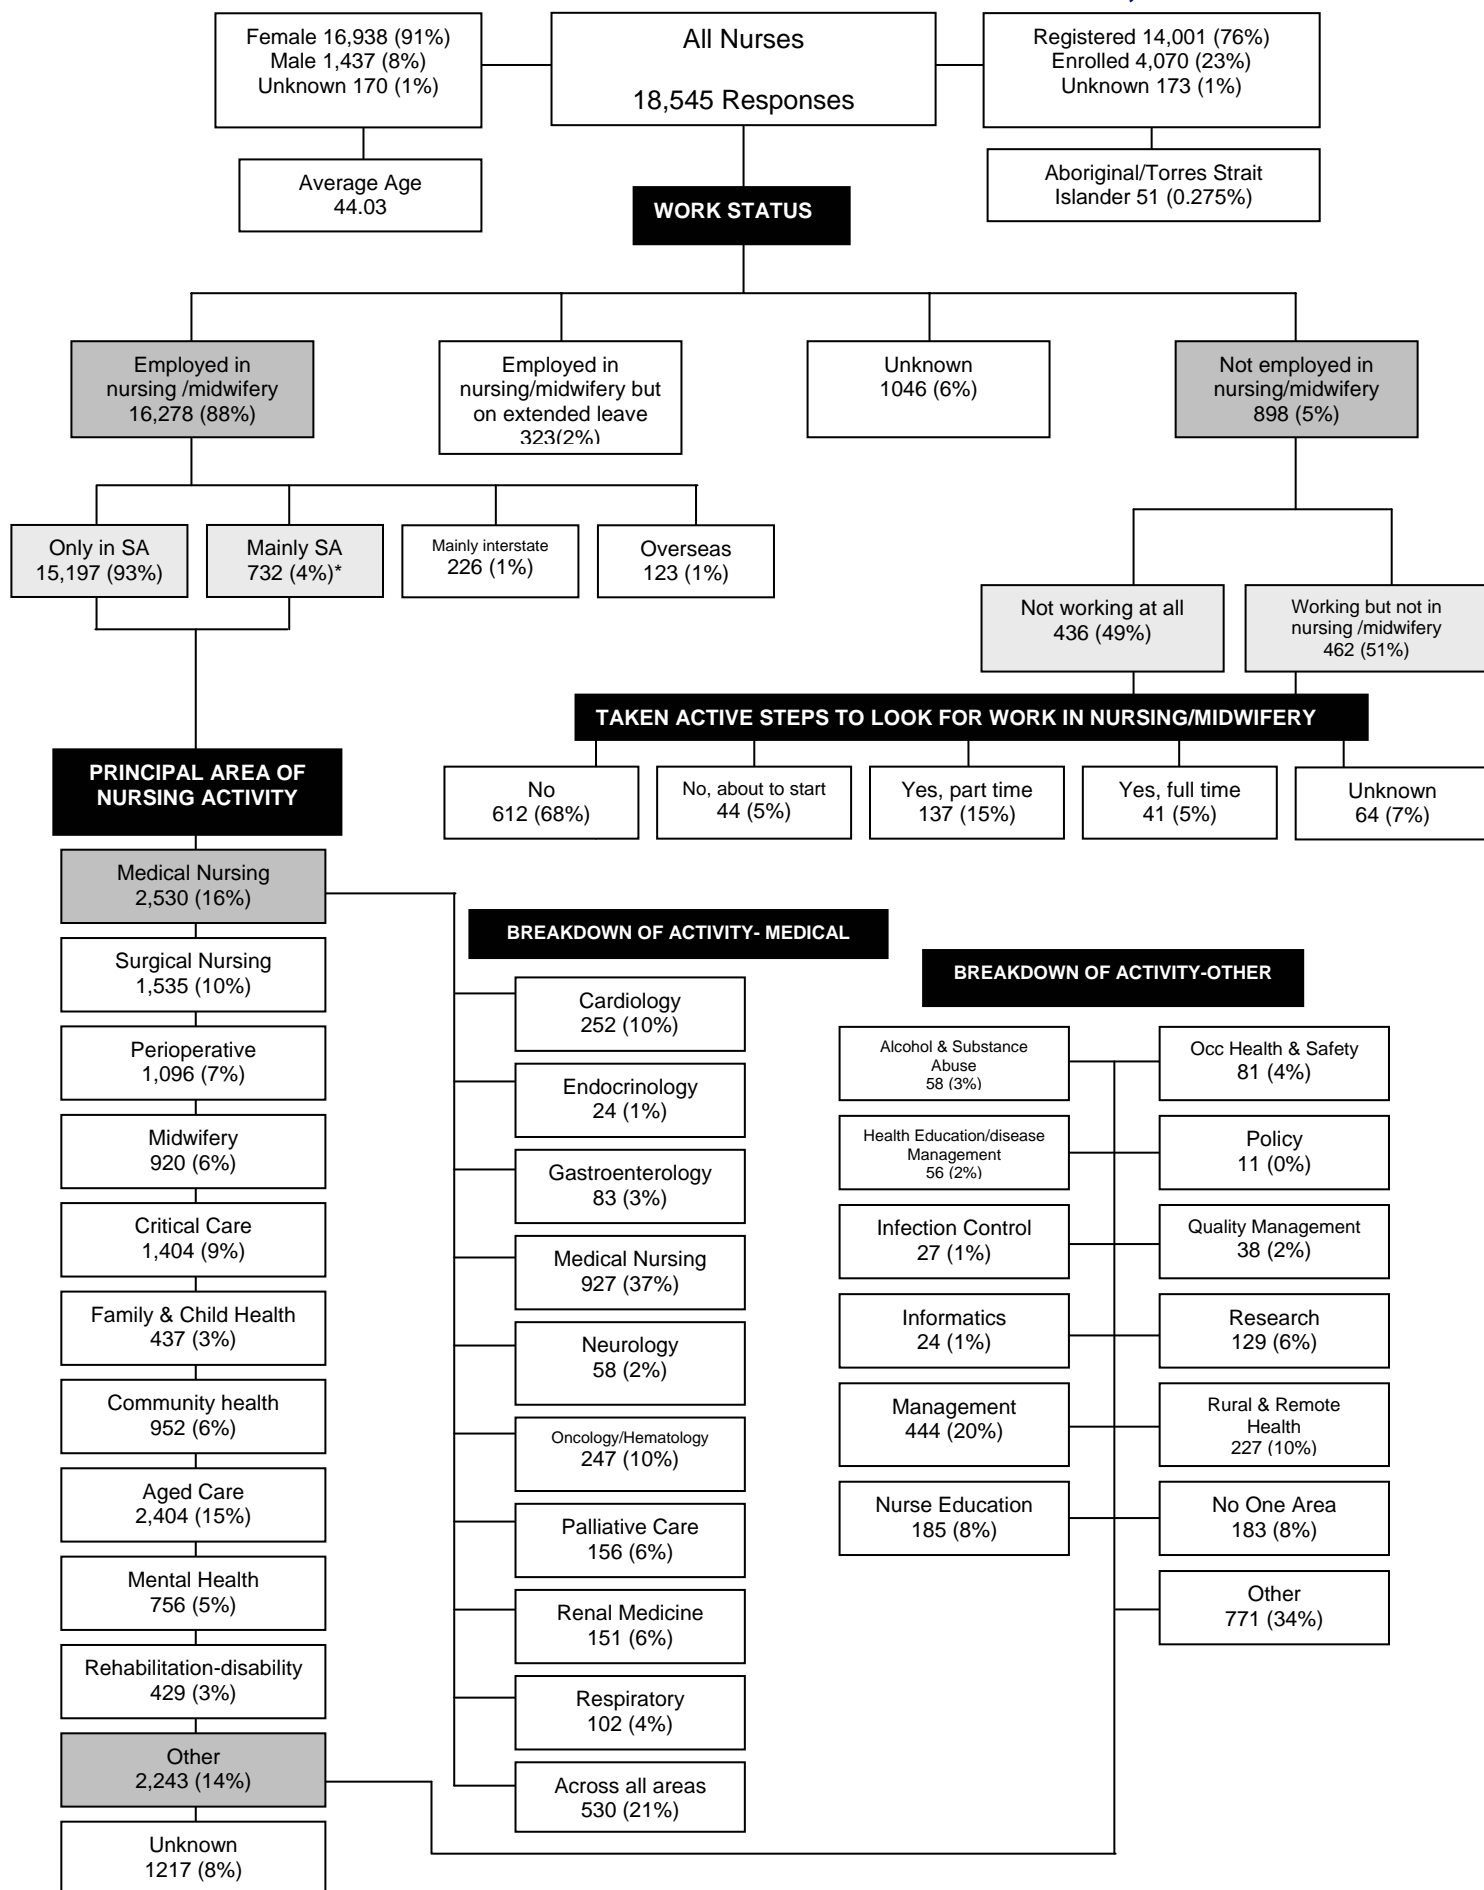 Female 16,938 (91%)
Male 1,437 (8%)
Unknown 170 (1%)
All Nurses
18,545 Responses
Registered 14,001 (76%)
Enrolled 4,070 (23%)
Unknown 173 (1%)
Average Age
44.03
Aboriginal/Torres Strait
Islander 51 (0.275%)
WORK STATUS
Employed in
nursing /midwifery
16,278 (88%)
Employed in
nursing/midwifery but
on extended leave
323(2%)
Unknown
1046 (6%)
Not employed in
nursing/midwifery
898 (5%)
Only in SA
15,197 (93%)
Mainly SA
732 (4%)*
Mainly interstate
226 (1%)
Overseas
123 (1%)
Not working at all
436 (49%)
Working but not in
nursing /midwifery
462 (51%)
TAKEN ACTIVE STEPS TO LOOK FOR WORK IN NURSING/MIDWIFERY
No
612 (68%)
No, about to start
44 (5%)
Yes, part time
137 (15%)
Yes, full time
41 (5%)
Unknown
64 (7%)
PRINCIPAL AREA OF
NURSING ACTIVITY
Medical Nursing
2,530 (16%)
Surgical Nursing
1,535 (10%)
Perioperative
1,096 (7%)
Midwifery
920 (6%)
Critical Care
1,404 (9%)
Family & Child Health
437 (3%)
Community health
952 (6%)
Aged Care
2,404 (15%)
Mental Health
756 (5%)
Rehabilitation-disability
429 (3%)
Other
2,243 (14%)
Unknown
1217 (8%)
BREAKDOWN OF ACTIVITY- MEDICAL
Cardiology
252 (10%)
Endocrinology
24 (1%)
Gastroenterology
83 (3%)
Medical Nursing
927 (37%)
Neurology
58 (2%)
Oncology/Hematology
247 (10%)
Palliative Care
156 (6%)
Renal Medicine
151 (6%)
Respiratory
102 (4%)
Across all areas
530 (21%)
BREAKDOWN OF ACTIVITY-OTHER
Alcohol & Substance
Abuse
58 (3%)
Occ Health & Safety
81 (4%)
Health Education/disease
Management
56 (2%)
Policy
11 (0%)
Infection Control
27 (1%)
Quality Management
38 (2%)
Informatics
24 (1%)
Research
129 (6%)
Management
444 (20%)
Rural & Remote
Health
227 (10%)
Nurse Education
185 (8%)
No One Area
183 (8%)
Other
771 (34%)